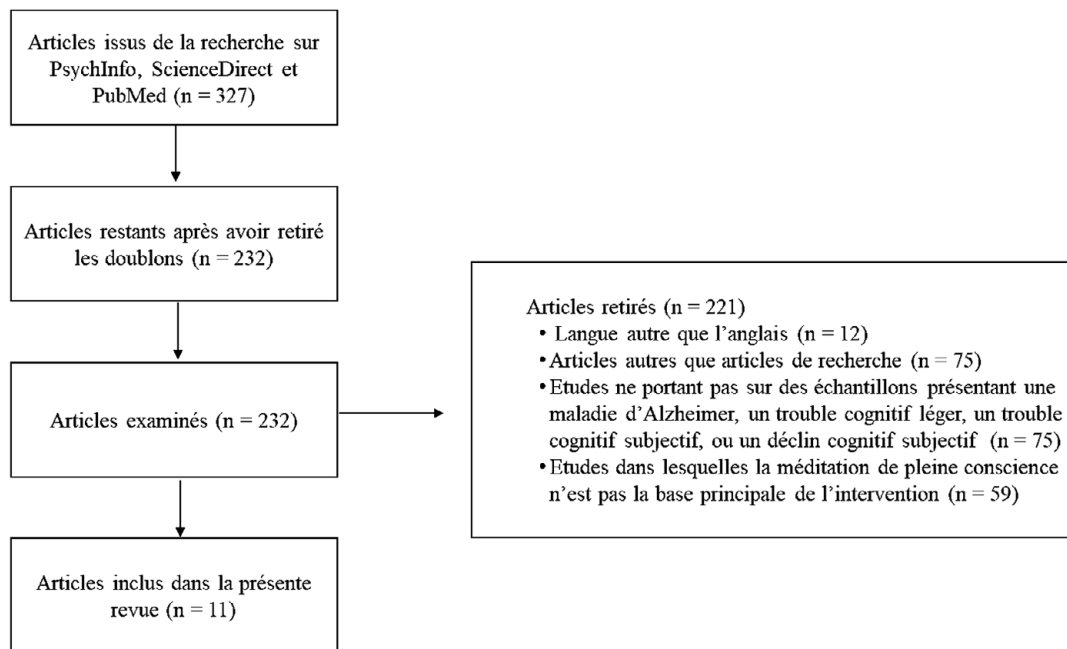 Articles issus de la recherche sur
PsychInfo, ScienceDirect et
PubMed (n = 327)
Articles restants après avoir retiré
les doublons (n = 232)
Articles examinés (n = 232)
Articles retirés (n = 221)
• Langue autre que l'anglais (n = 12)
• Articles autres que articles de recherche (n = 75)
• Etudes ne portant pas sur des échantillons présentant une
maladie d'Alzheimer, un trouble cognitif léger, un trouble
cognitif subjectif, ou un déclin cognitif subjectif (n = 75)
• Etudes dans lesquelles la méditation de pleine conscience
n'est pas la base principale de l'intervention (n = 59)
Articles inclus dans la présente
revue (n = 11)